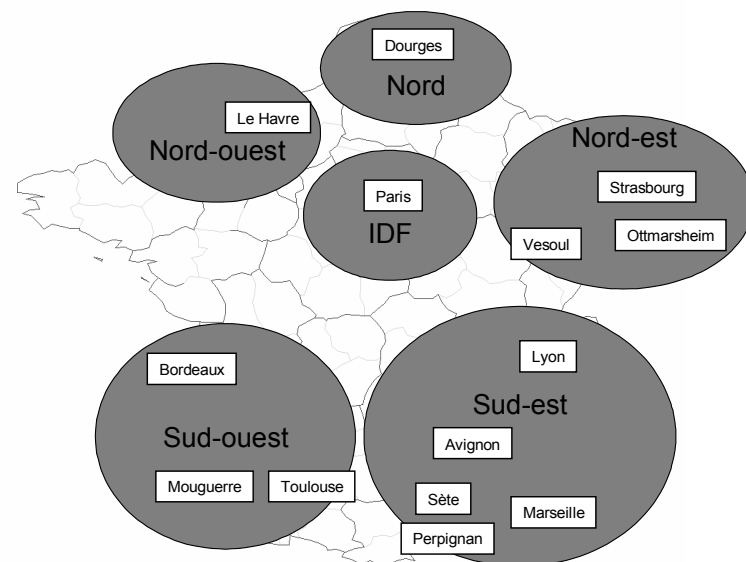 Dourges
Nord
Le Havre
Nord-ouest
Nord-est
Strasbourg
Ottmarsheim
Vesoul
Paris
IDF
Bordeaux
Sud-ouest
Mouguerre
Toulouse
Lyon
Sud-est
Avignon
Sète
Marseille
Perpignan